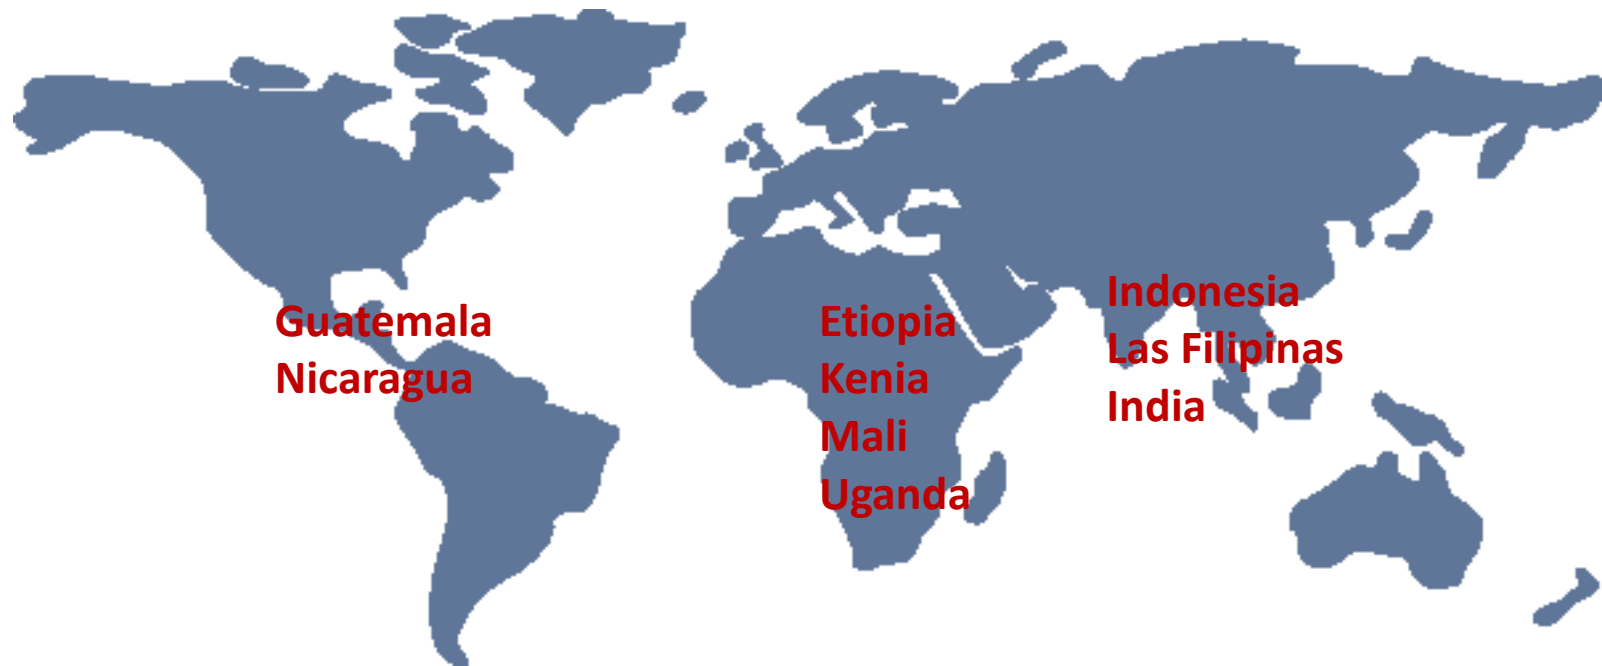 Guatemala
Nicaragua
Etiopia
Kenia
Mali
Uganda
Indonesia
Las Filipinas
India